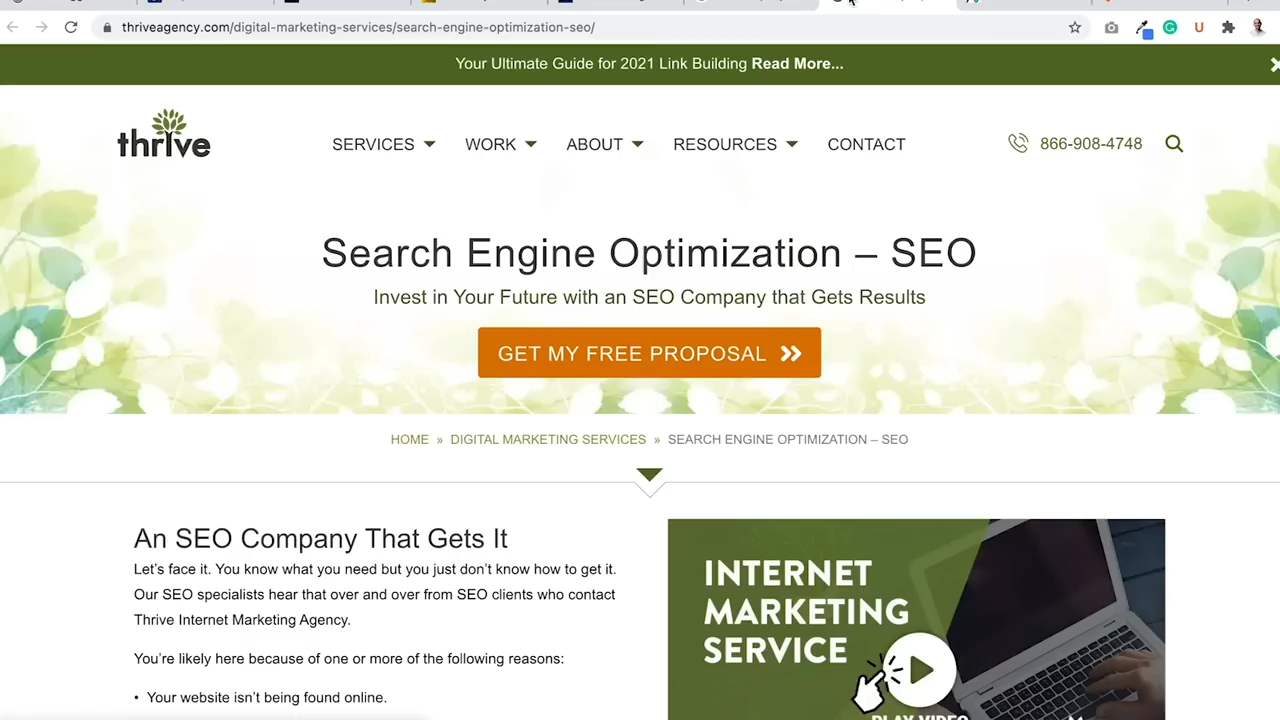 thriveagency.com/digital-marketing-services/search-engine-optimization-seo/
Your Ultimate Guide for 2021 Link Building Read More...
thrive
SERVICES WORK ABOUT RESOURCES CONTACT
866-908-4748
Search Engine Optimization – SEO
Invest in Your Future with an SEO Company that Gets Results
GET MY FREE PROPOSAL
HOME » DIGITAL MARKETING SERVICES » SEARCH ENGINE OPTIMIZATION – SEO
An SEO Company That Gets It
Let's face it. You know what you need but you just don't know how to get it.
Our SEO specialists hear that over and over from SEO clients who contact
Thrive Internet Marketing Agency.
You're likely here because of one or more of the following reasons:
• Your website isn't being found online.
INTERNET
MARKETING
SERVICE
PLAY VIDEO